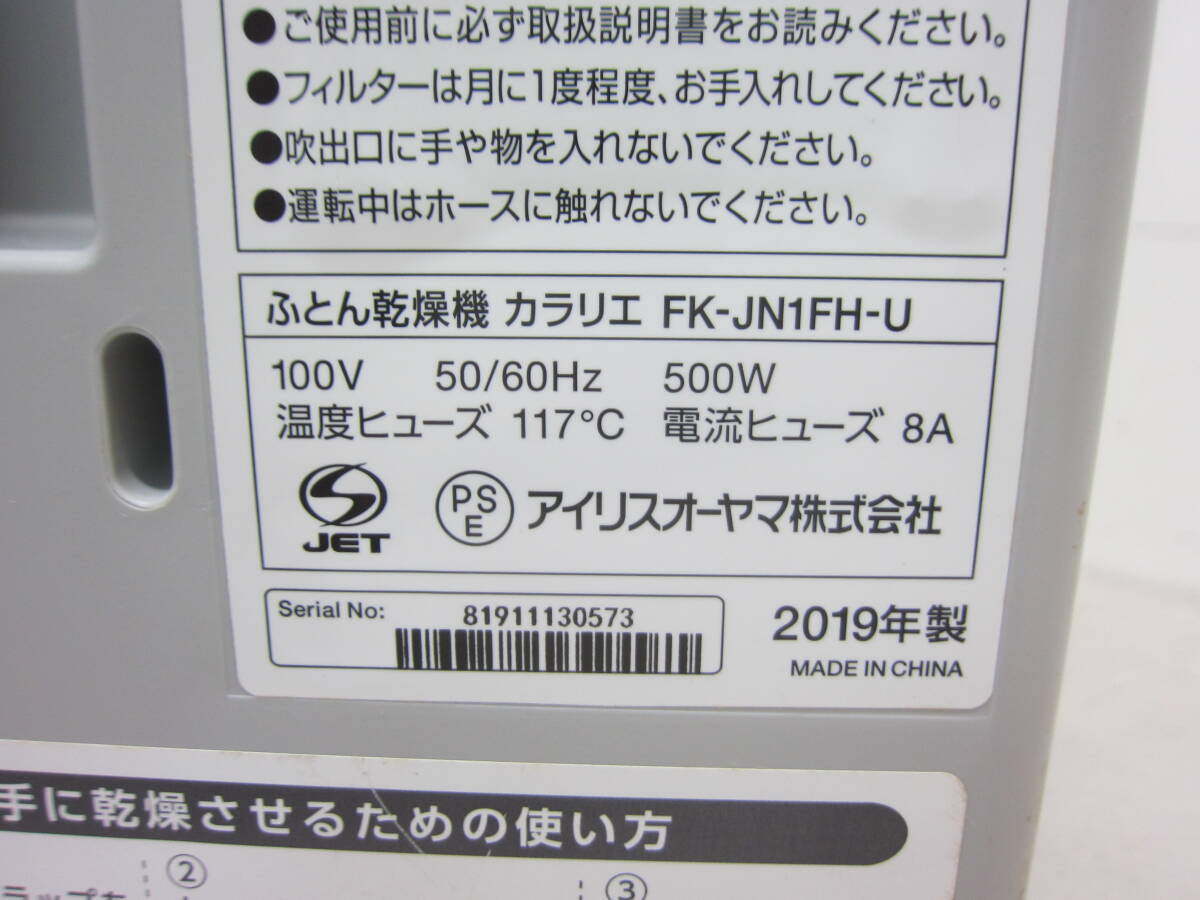 ●ご使用前に必ず取扱説明書をお読みください。
●フィルターは月に1度程度、お手入れしてください。
●吹出口に手や物を入れないでください。
●運転中はホースに触れないでください。
ふとん乾燥機 カラリエ FK-JN1FH-U
100V 50/60Hz 500W
温度ヒューズ 117℃ 電流ヒューズ 8A
JET PSE アイリスオーヤマ株式会社
Serial No: 81911130573
2019年製
MADE IN CHINA
手に乾燥させるための使い方
② ③